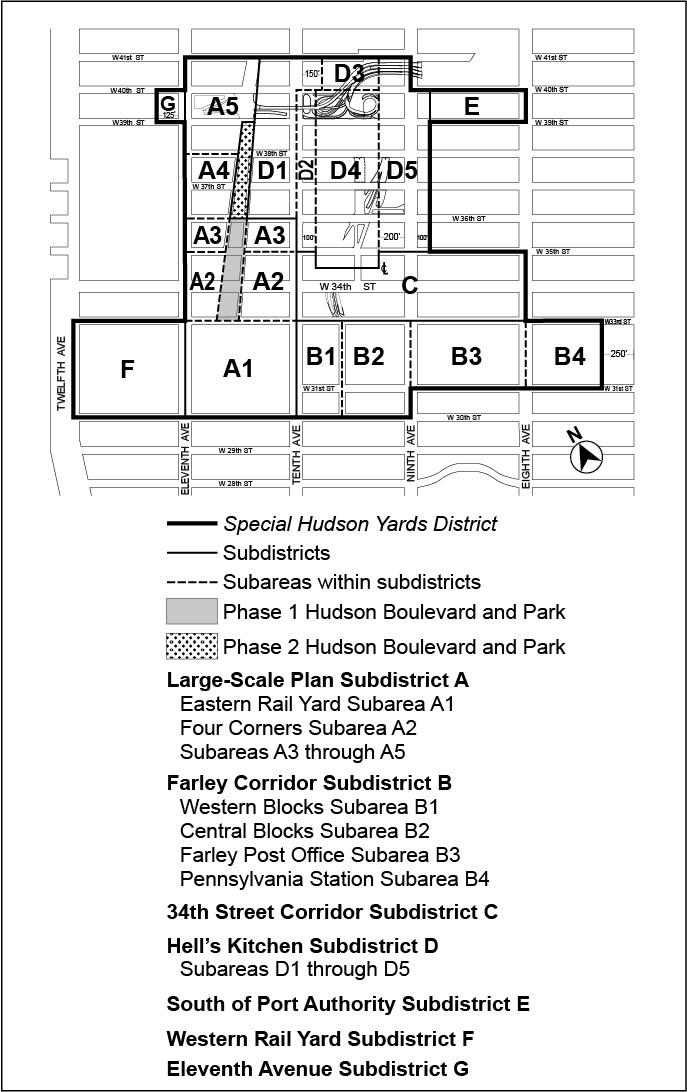 W 41st ST
W 41st ST
150' D3
W 40th ST
W 40th ST
G
125'
A5
E
W 39th ST
W 39th ST
W 38th ST
A4 D1 D2 D4 D5
W 37th ST
W 36th ST
A3 A3 100' 200' 100'
W 35th ST
℄
A2 A2 W 34th ST C
W33rd ST
TWELFTH AVE
F A1 B1 B2 B3 B4 250'
W 31st ST
W 31st ST
W 30th ST
ELEVENTH AVE
TENTH AVE
NINTH AVE
EIGHTH AVE
N
W 29th ST
W 28th ST
Special Hudson Yards District
Subdistricts
Subareas within subdistricts
Phase 1 Hudson Boulevard and Park
Phase 2 Hudson Boulevard and Park
Large-Scale Plan Subdistrict A
Eastern Rail Yard Subarea A1
Four Corners Subarea A2
Subareas A3 through A5
Farley Corridor Subdistrict B
Western Blocks Subarea B1
Central Blocks Subarea B2
Farley Post Office Subarea B3
Pennsylvania Station Subarea B4
34th Street Corridor Subdistrict C
Hell's Kitchen Subdistrict D
Subareas D1 through D5
South of Port Authority Subdistrict E
Western Rail Yard Subdistrict F
Eleventh Avenue Subdistrict G